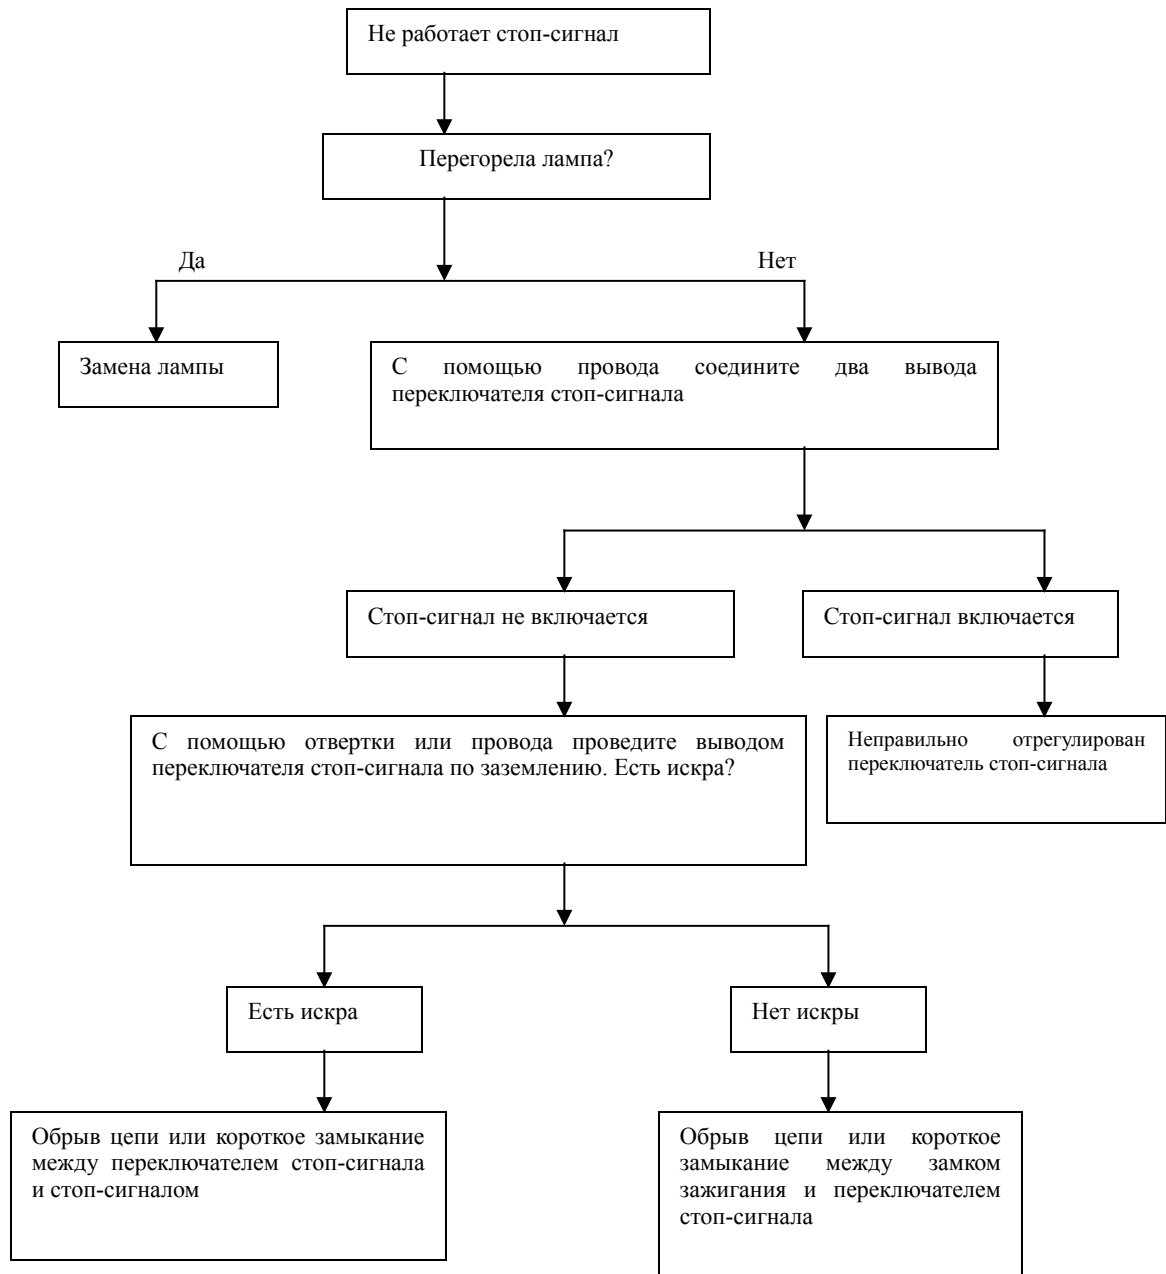 Не работает стоп-сигнал
Перегорела лампа?
Да
Нет
Замена лампы
С помощью провода соедините два вывода
переключателя стоп-сигнала
Стоп-сигнал не включается
Стоп-сигнал включается
С помощью отвертки или провода проведите выводом
переключателя стоп-сигнала по заземлению. Есть искра?
Неправильно отрегулирован
переключатель стоп-сигнала
Есть искра
Нет искры
Обрыв цепи или короткое замыкание
между переключателем стоп-сигнала
и стоп-сигналом
Обрыв цепи или короткое
замыкание между замком
зажигания и переключателем
стоп-сигнала